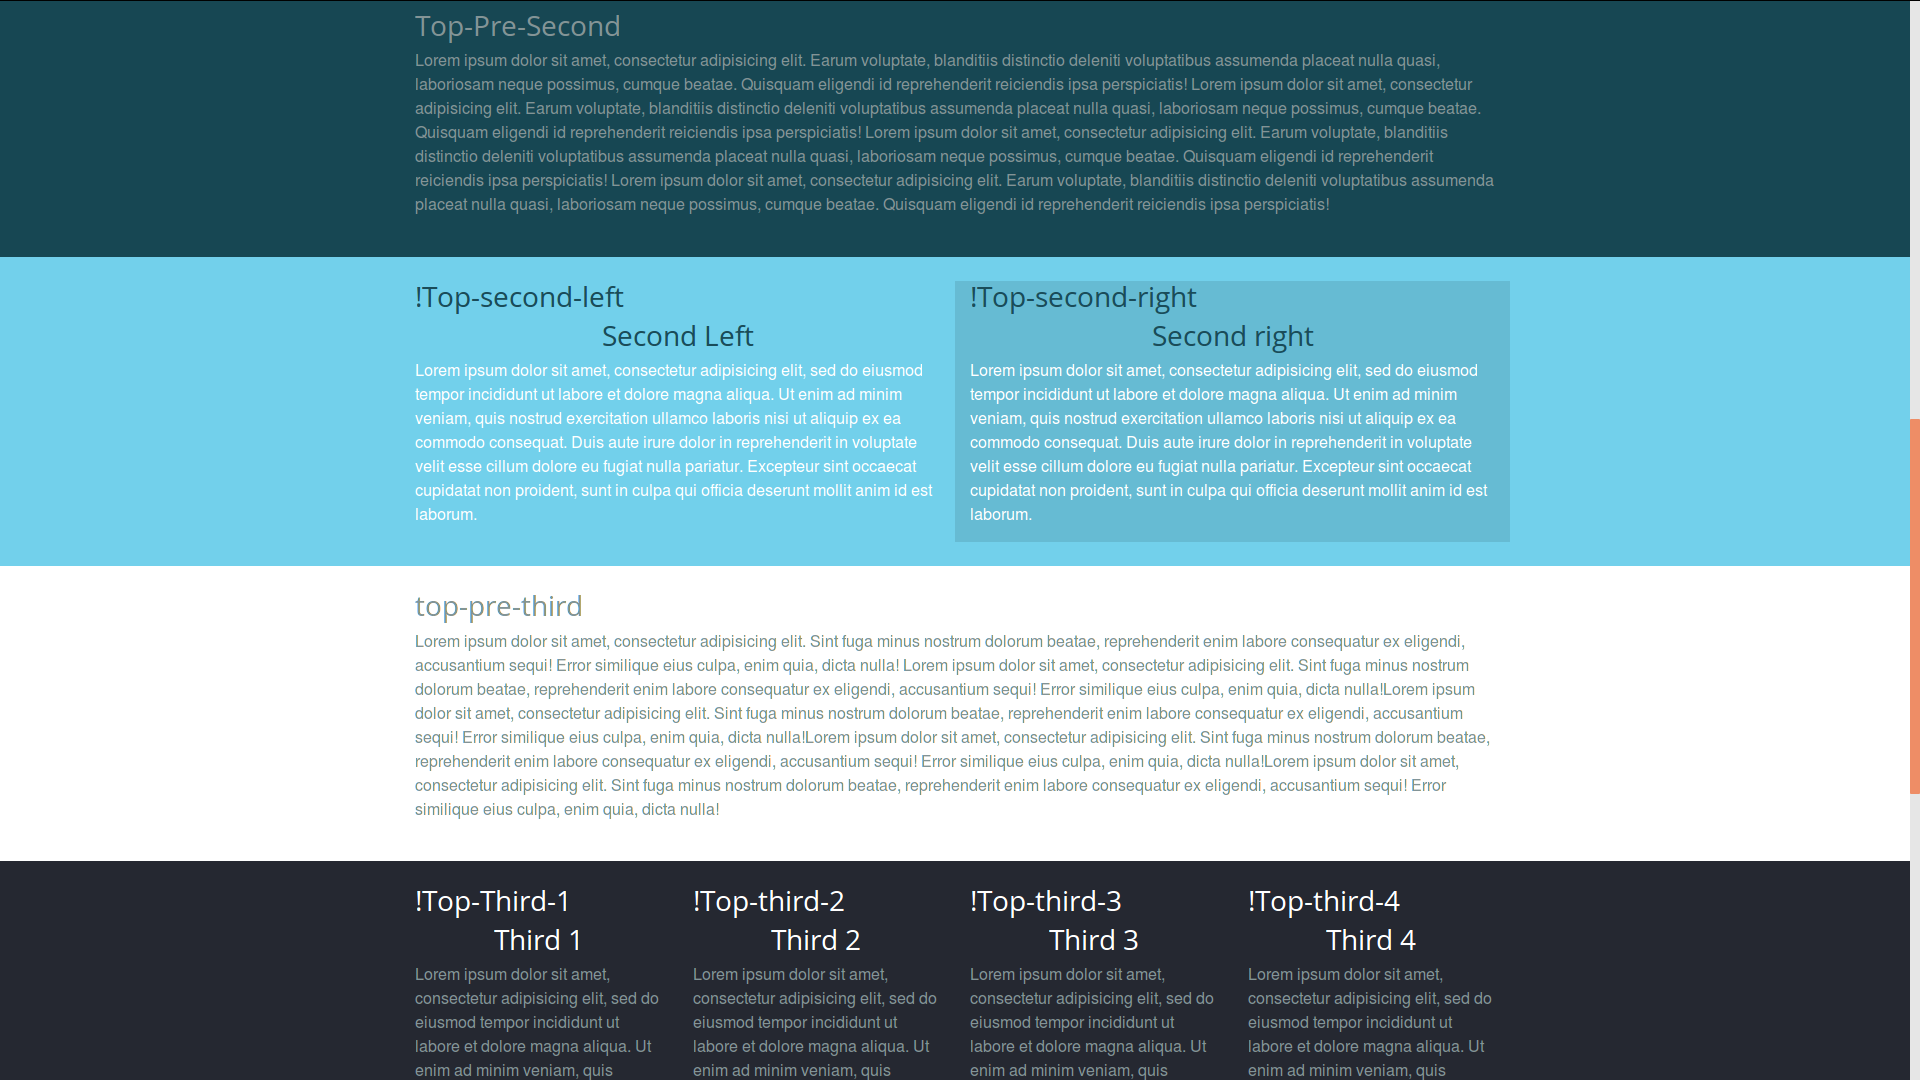 Top-Pre-Second
Lorem ipsum dolor sit amet, consectetur adipisicing elit. Earum voluptate, blanditiis distinctio deleniti voluptatibus assumenda placeat nulla quasi,
laboriosam neque possimus, cumque beatae. Quisquam eligendi id reprehenderit reiciendis ipsa perspiciatis! Lorem ipsum dolor sit amet, consectetur
adipisicing elit. Earum voluptate, blanditiis distinctio deleniti voluptatibus assumenda placeat nulla quasi, laboriosam neque possimus, cumque beatae.
Quisquam eligendi id reprehenderit reiciendis ipsa perspiciatis! Lorem ipsum dolor sit amet, consectetur adipisicing elit. Earum voluptate, blanditiis
distinctio deleniti voluptatibus assumenda placeat nulla quasi, laboriosam neque possimus, cumque beatae. Quisquam eligendi id reprehenderit
reiciendis ipsa perspiciatis! Lorem ipsum dolor sit amet, consectetur adipisicing elit. Earum voluptate, blanditiis distinctio deleniti voluptatibus assumenda
placeat nulla quasi, laboriosam neque possimus, cumque beatae. Quisquam eligendi id reprehenderit reiciendis ipsa perspiciatis!
!Top-second-left
Second Left
Lorem ipsum dolor sit amet, consectetur adipisicing elit, sed do eiusmod
tempor incididunt ut labore et dolore magna aliqua. Ut enim ad minim
veniam, quis nostrud exercitation ullamco laboris nisi ut aliquip ex ea
commodo consequat. Duis aute irure dolor in reprehenderit in voluptate
velit esse cillum dolore eu fugiat nulla pariatur. Excepteur sint occaecat
cupidatat non proident, sunt in culpa qui officia deserunt mollit anim id est
laborum.
!Top-second-right
Second right
Lorem ipsum dolor sit amet, consectetur adipisicing elit, sed do eiusmod
tempor incididunt ut labore et dolore magna aliqua. Ut enim ad minim
veniam, quis nostrud exercitation ullamco laboris nisi ut aliquip ex ea
commodo consequat. Duis aute irure dolor in reprehenderit in voluptate
velit esse cillum dolore eu fugiat nulla pariatur. Excepteur sint occaecat
cupidatat non proident, sunt in culpa qui officia deserunt mollit anim id est
laborum.
top-pre-third
Lorem ipsum dolor sit amet, consectetur adipisicing elit. Sint fuga minus nostrum dolorum beatae, reprehenderit enim labore consequatur ex eligendi,
accusantium sequi! Error similique eius culpa, enim quia, dicta nulla! Lorem ipsum dolor sit amet, consectetur adipisicing elit. Sint fuga minus nostrum
dolorum beatae, reprehenderit enim labore consequatur ex eligendi, accusantium sequi! Error similique eius culpa, enim quia, dicta nulla!Lorem ipsum
dolor sit amet, consectetur adipisicing elit. Sint fuga minus nostrum dolorum beatae, reprehenderit enim labore consequatur ex eligendi, accusantium
sequi! Error similique eius culpa, enim quia, dicta nulla!Lorem ipsum dolor sit amet, consectetur adipisicing elit. Sint fuga minus nostrum dolorum beatae,
reprehenderit enim labore consequatur ex eligendi, accusantium sequi! Error similique eius culpa, enim quia, dicta nulla!Lorem ipsum dolor sit amet,
consectetur adipisicing elit. Sint fuga minus nostrum dolorum beatae, reprehenderit enim labore consequatur ex eligendi, accusantium sequi! Error
similique eius culpa, enim quia, dicta nulla!
!Top-Third-1
Third 1
Lorem ipsum dolor sit amet,
consectetur adipisicing elit, sed do
eiusmod tempor incididunt ut
labore et dolore magna aliqua. Ut
enim ad minim veniam, quis
!Top-third-2
Third 2
Lorem ipsum dolor sit amet,
consectetur adipisicing elit, sed do
eiusmod tempor incididunt ut
labore et dolore magna aliqua. Ut
enim ad minim veniam, quis
!Top-third-3
Third 3
Lorem ipsum dolor sit amet,
consectetur adipisicing elit, sed do
eiusmod tempor incididunt ut
labore et dolore magna aliqua. Ut
enim ad minim veniam, quis
!Top-third-4
Third 4
Lorem ipsum dolor sit amet,
consectetur adipisicing elit, sed do
eiusmod tempor incididunt ut
labore et dolore magna aliqua. Ut
enim ad minim veniam, quis